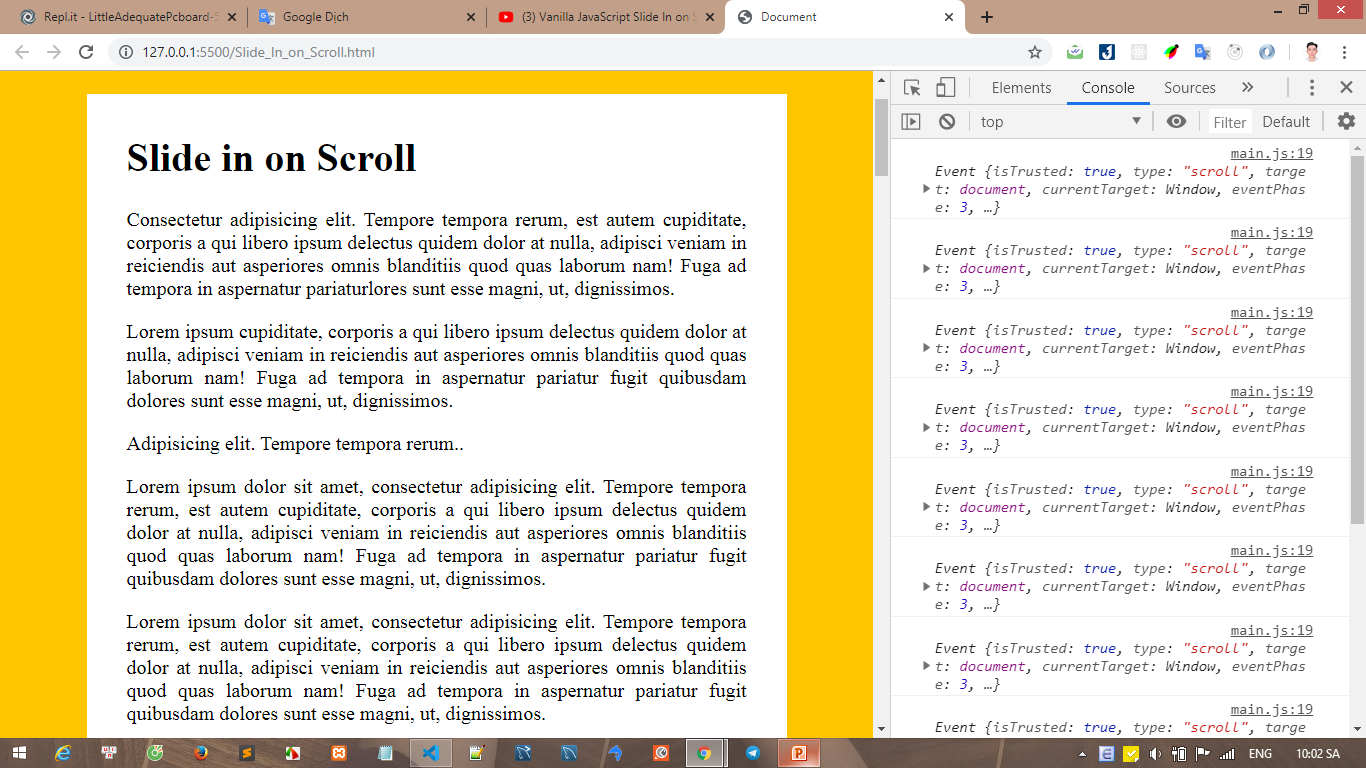 Repl.it - LittleAdequatePcboard-
Google Dịch
(3) Vanilla JavaScript Slide In on S
Document
127.0.0.1:5500/Slide_In_on_Scroll.html
Slide in on Scroll
Consectetur adipisicing elit. Tempore tempora rerum, est autem cupiditate,
corporis a qui libero ipsum delectus quidem dolor at nulla, adipisci veniam in
reiciendis aut asperiores omnis blanditiis quod quas laborum nam! Fuga ad
tempora in aspernatur pariaturlores sunt esse magni, ut, dignissimos.
Lorem ipsum cupiditate, corporis a qui libero ipsum delectus quidem dolor at
nulla, adipisci veniam in reiciendis aut asperiores omnis blanditiis quod quas
laborum nam! Fuga ad tempora in aspernatur pariatur fugit quibusdam
dolores sunt esse magni, ut, dignissimos.
Adipisicing elit. Tempore tempora rerum..
Lorem ipsum dolor sit amet, consectetur adipisicing elit. Tempore tempora
rerum, est autem cupiditate, corporis a qui libero ipsum delectus quidem
dolor at nulla, adipisci veniam in reiciendis aut asperiores omnis blanditiis
quod quas laborum nam! Fuga ad tempora in aspernatur pariatur fugit
quibusdam dolores sunt esse magni, ut, dignissimos.
Lorem ipsum dolor sit amet, consectetur adipisicing elit. Tempore tempora
rerum, est autem cupiditate, corporis a qui libero ipsum delectus quidem
dolor at nulla, adipisci veniam in reiciendis aut asperiores omnis blanditiis
quod quas laborum nam! Fuga ad tempora in aspernatur pariatur fugit
quibusdam dolores sunt esse magni, ut, dignissimos.
Elements Console Sources »
top Filter Default
main.js:19
Event {isTrusted: true, type: "scroll", targe
t: document, currentTarget: Window, eventPhas
e: 3, …}
main.js:19
Event {isTrusted: true, type: "scroll", targe
t: document, currentTarget: Window, eventPhas
e: 3, …}
main.js:19
Event {isTrusted: true, type: "scroll", targe
t: document, currentTarget: Window, eventPhas
e: 3, …}
main.js:19
Event {isTrusted: true, type: "scroll", targe
t: document, currentTarget: Window, eventPhas
e: 3, …}
main.js:19
Event {isTrusted: true, type: "scroll", targe
t: document, currentTarget: Window, eventPhas
e: 3, …}
main.js:19
Event {isTrusted: true, type: "scroll", targe
t: document, currentTarget: Window, eventPhas
e: 3, …}
main.js:19
Event {isTrusted: true, type: "scroll", targe
t: document, currentTarget: Window, eventPhas
e: 3, …}
main.js:19
Event {isTrusted: true, type: "scroll", targe
ENG 10:02 SA